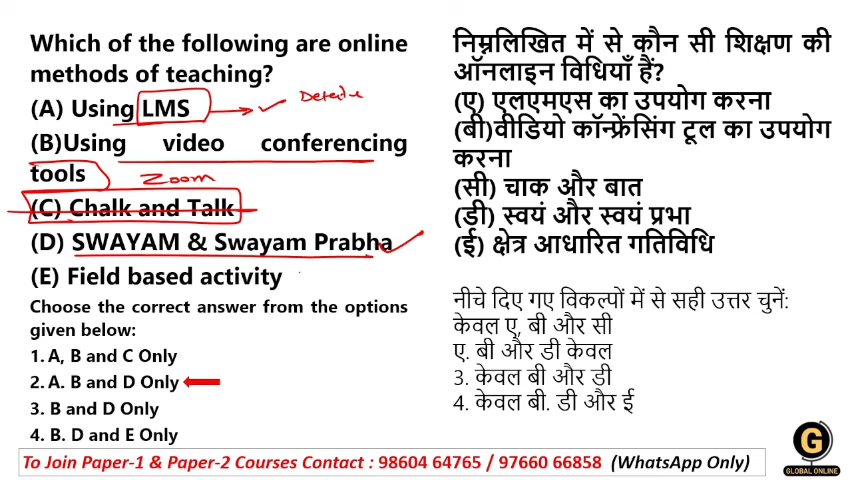 Which of the following are online
methods of teaching?
(A) Using LMS
(B)Using video conferencing
tools
Zoom
(C) Chalk and Talk
(D) SWAYAM & Swayam Prabha
(E) Field based activity
Choose the correct answer from the options
given below:
1. A, B and C Only
2. A. B and D Only
3. B and D Only
4. B. D and E Only
निम्नलिखित में से कौन सी शिक्षण की
ऑनलाइन विधियाँ हैं?
(ए) एलएमएस का उपयोग करना
(बी)वीडियो कॉन्फ्रेंसिंग टूल का उपयोग
करना
(सी) चाक और बात
(डी) स्वयं और स्वयं प्रभा
(ई) क्षेत्र आधारित गतिविधि
नीचे दिए गए विकल्पों में से सही उत्तर चुनें:
केवल ए, बी और सी
ए. बी और डी केवल
3. केवल बी और डी
4. केवल बी. डी और ई
To Join Paper-1 & Paper-2 Courses Contact : 98604 64765 / 97660 66858 (WhatsApp Only)
G
GLOBAL ONLINE